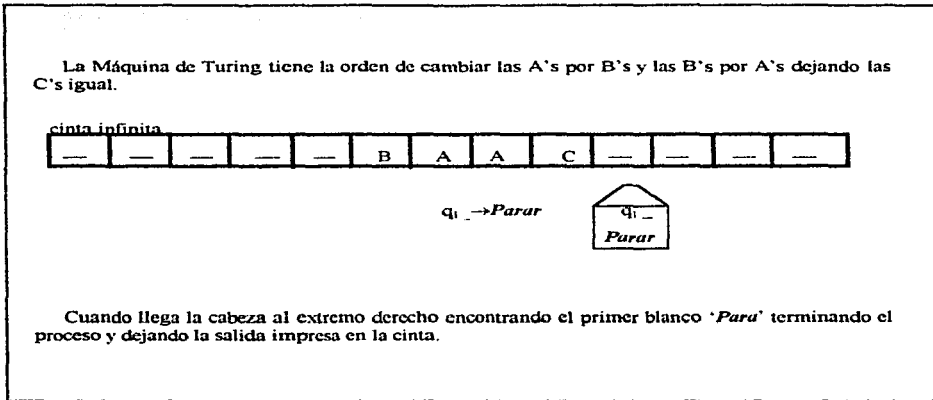 La Máquina de Turing tiene la orden de cambiar las A's por B's y las B's por A's dejando las
C's igual.
cinta infinita
— — — — — B A A C — — — —
q₁ _→Parar
q₁ _
Parar
Cuando llega la cabeza al extremo derecho encontrando el primer blanco 'Para' terminando el
proceso y dejando la salida impresa en la cinta.